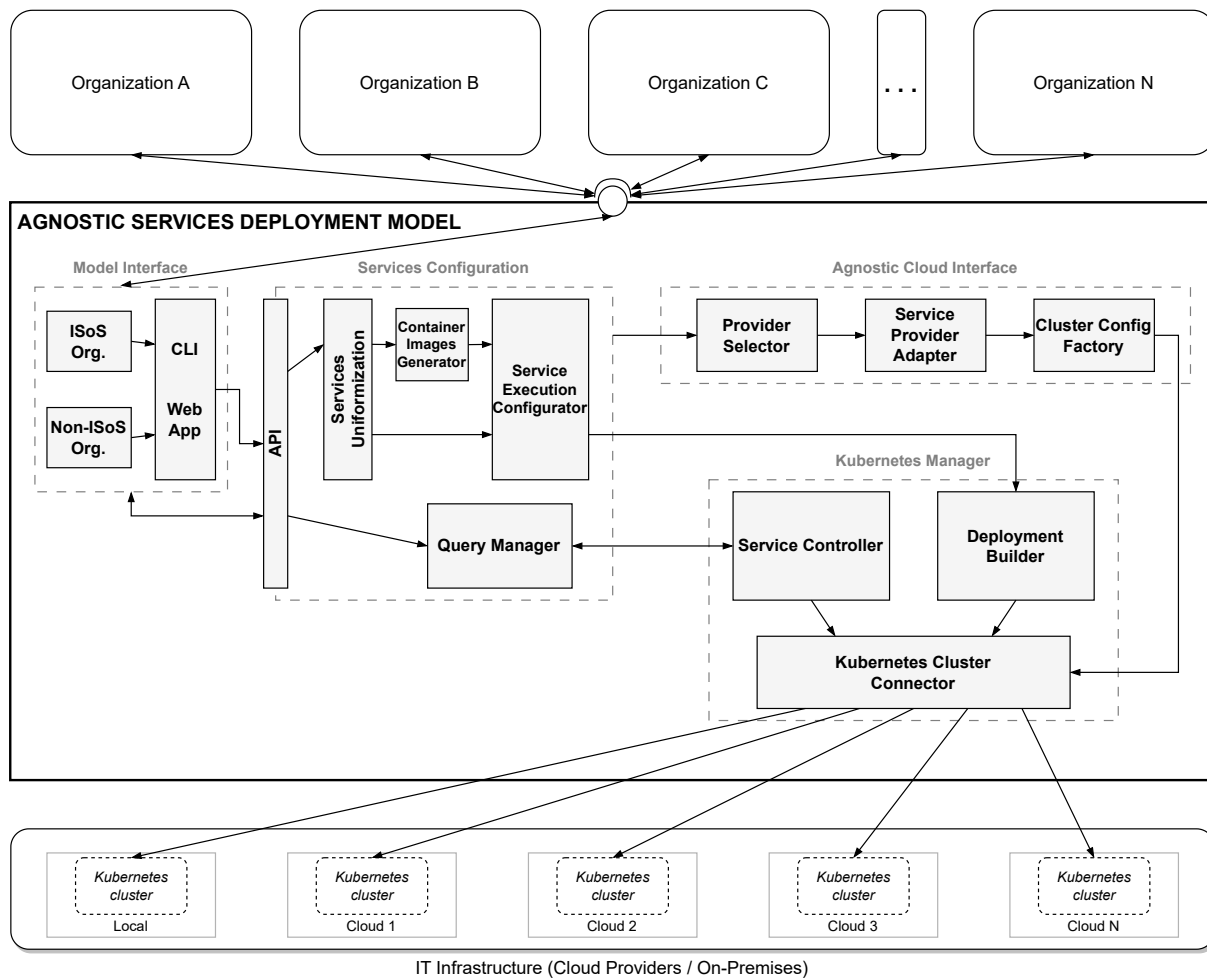 Organization A
Organization B
Organization C
. . .
Organization N
AGNOSTIC SERVICES DEPLOYMENT MODEL
Model Interface
Services Configuration
Agnostic Cloud Interface
ISoS
Org.
Non-ISoS
Org.
CLI
Web
App
API
Services
Uniformization
Container
Images
Generator
Service
Execution
Configurator
Query Manager
Provider
Selector
Service
Provider
Adapter
Cluster Config
Factory
Kubernetes Manager
Service Controller
Deployment
Builder
Kubernetes Cluster
Connector
Kubernetes
cluster
Local
Kubernetes
cluster
Cloud 1
Kubernetes
cluster
Cloud 2
Kubernetes
cluster
Cloud 3
Kubernetes
cluster
Cloud N
IT Infrastructure (Cloud Providers / On-Premises)